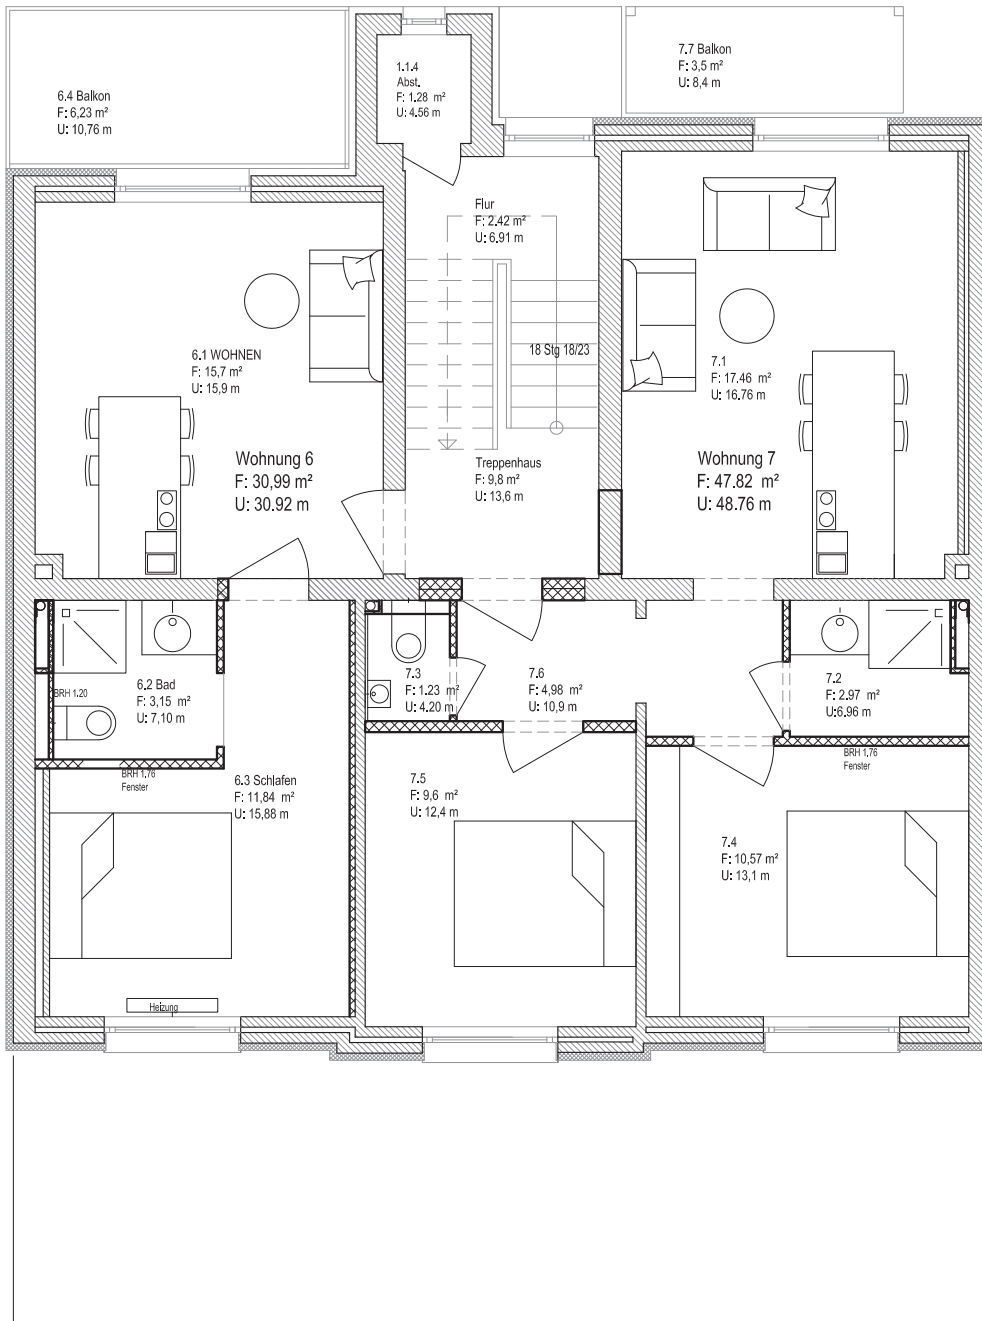 7.7 Balkon
F: 3,5 m²
U: 8,4 m
1.1.4
Abst.
F: 1.28 m²
U: 4.56 m
6.4 Balkon
F: 6,23 m²
U: 10,76 m
Flur
F: 2.42 m²
U: 6.91 m
18 Stg 18/23
6.1 WOHNEN
F: 15,7 m²
U: 15,9 m
7.1
F: 17.46 m²
U: 16.76 m
Wohnung 6
F: 30,99 m²
U: 30.92 m
Treppenhaus
F: 9,8 m²
U: 13,6 m
Wohnung 7
F: 47.82 m²
U: 48.76 m
6.2 Bad
F: 3,15 m²
U: 7,10 m
BRH 1.20
7.3
F: 1.23 m²
U: 4.20 m
7.6
F: 4,98 m²
U: 10,9 m
7.2
F: 2.97 m²
U:6.96 m
BRH 1,76
Fenster
BRH 1,76
Fenster
6.3 Schlafen
F: 11,84 m²
U: 15,88 m
7.5
F: 9,6 m²
U: 12,4 m
7.4
F: 10,57 m²
U: 13,1 m
Heizung